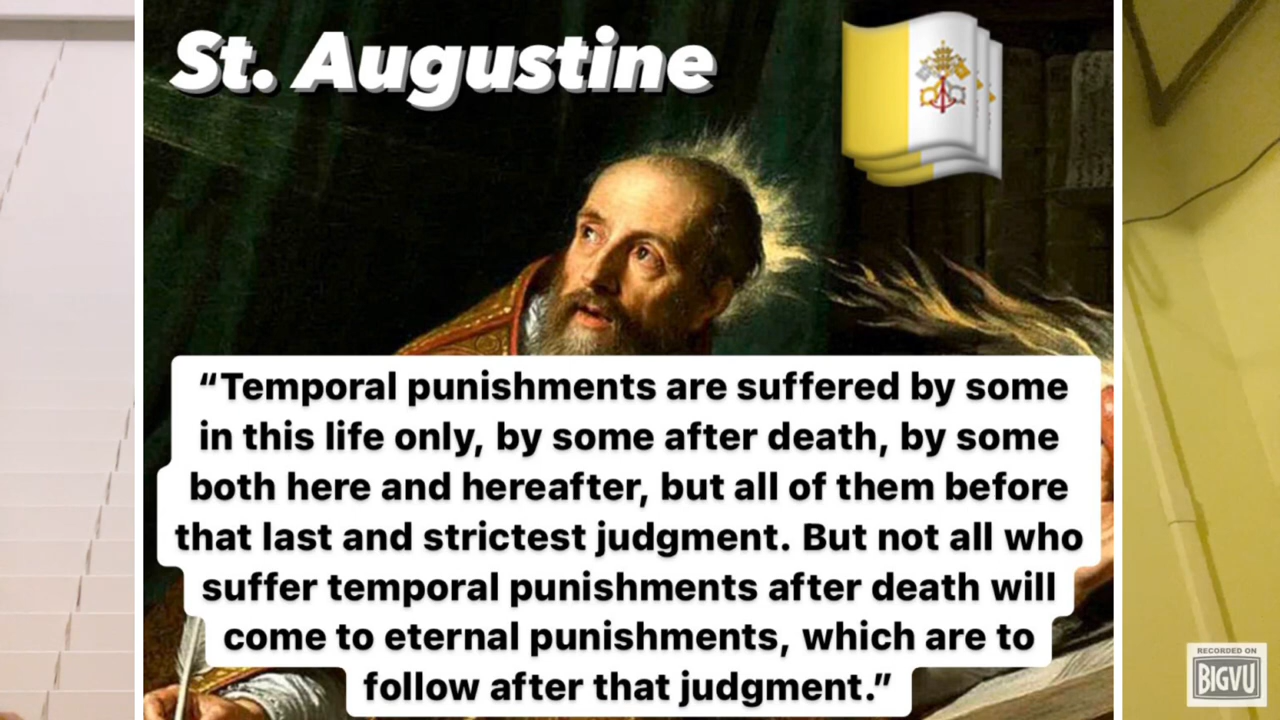 St. Augustine
“Temporal punishments are suffered by some
in this life only, by some after death, by some
both here and hereafter, but all of them before
that last and strictest judgment. But not all who
suffer temporal punishments after death will
come to eternal punishments, which are to
follow after that judgment.”
RECORDED ON
BIGVU